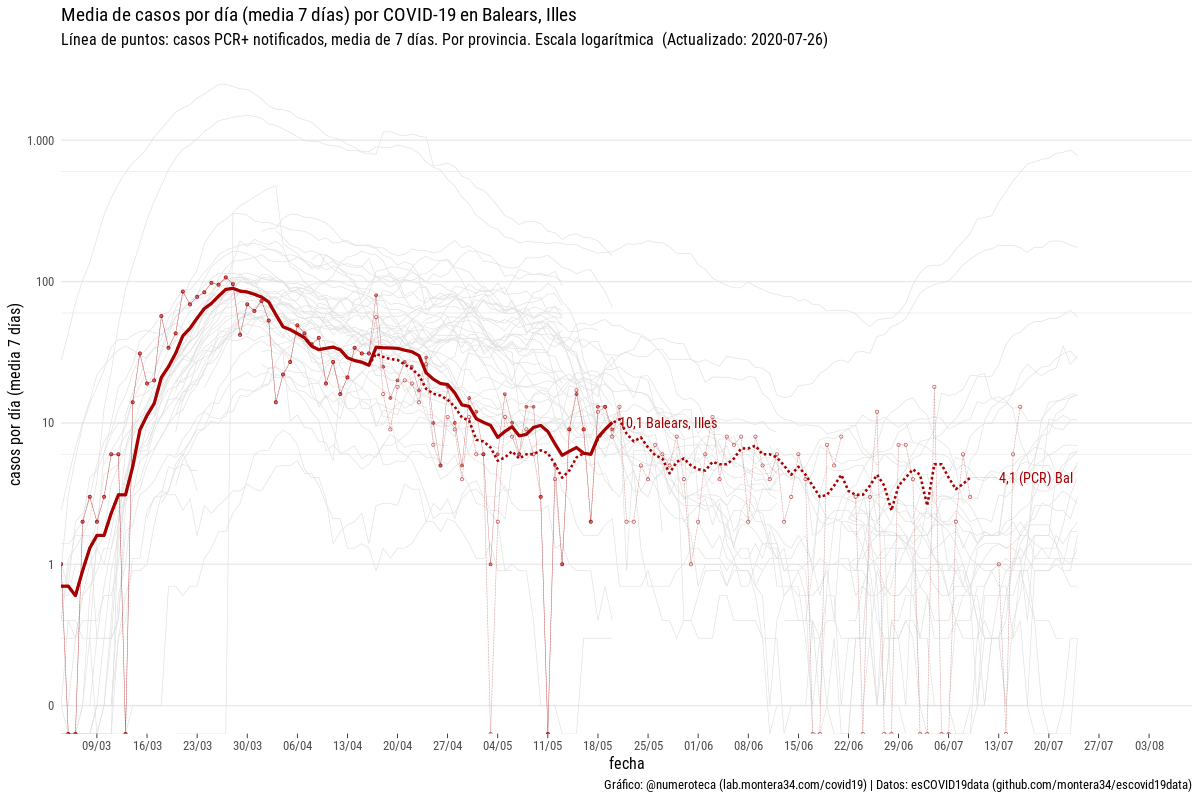 Media de casos por día (media 7 días) por COVID-19 en Balears, Illes
Línea de puntos: casos PCR+ notificados, media de 7 días. Por provincia. Escala logarítmica (Actualizado: 2020-07-26)
casos por día (media 7 días)
1.000
100
10
1
0
10,1 Balears, Illes
4,1 (PCR) Bal
09/03 16/03 23/03 30/03 06/04 13/04 20/04 27/04 04/05 11/05 18/05 25/05 01/06 08/06 15/06 22/06 29/06 06/07 13/07 20/07 27/07 03/08
fecha
Gráfico: @numeroteca (lab.montera34.com/covid19) | Datos: esCOVID19data (github.com/montera34/escovid19data)